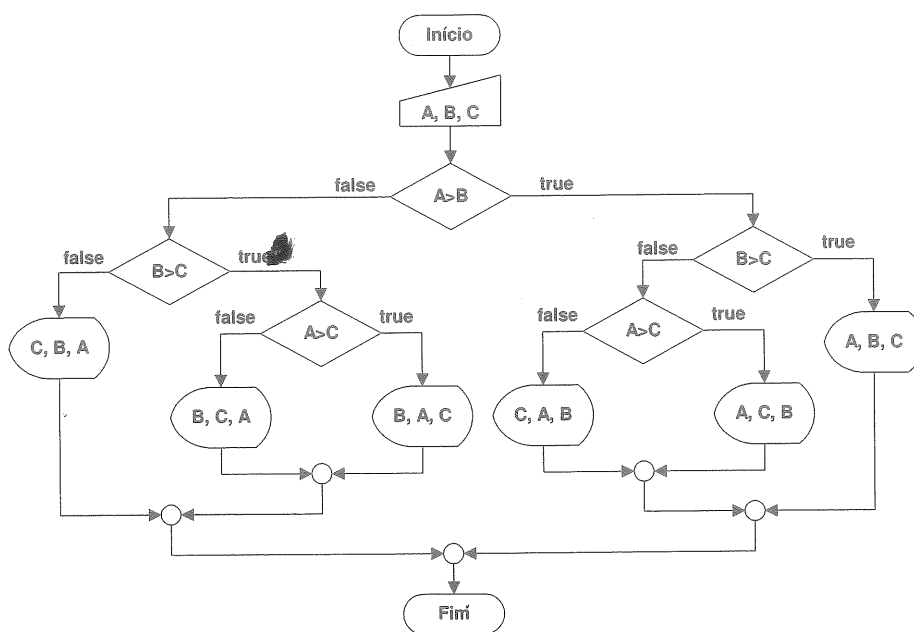 Início
A, B, C
false
A>B
true
false
B>C
true
false
B>C
true
C, B, A
false
A>C
true
false
A>C
true
A, B, C
B, C, A
B, A, C
C, A, B
A, C, B
Fim